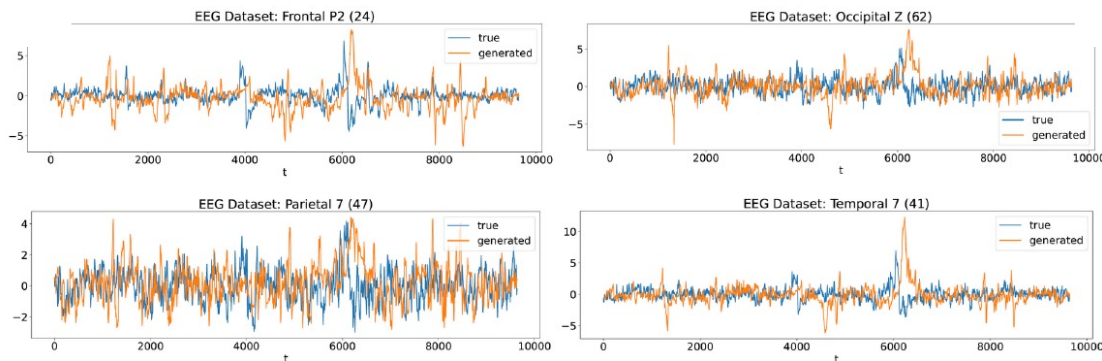 EEG Dataset: Frontal P2 (24)
5
0
−5
true
generated
0 2000 4000 6000 8000 10000
t
EEG Dataset: Occipital Z (62)
5
0
−5
true
generated
0 2000 4000 6000 8000 10000
t
EEG Dataset: Parietal 7 (47)
4
2
0
−2
true
generated
0 2000 4000 6000 8000 10000
t
EEG Dataset: Temporal 7 (41)
10
5
0
−5
true
generated
0 2000 4000 6000 8000 10000
t